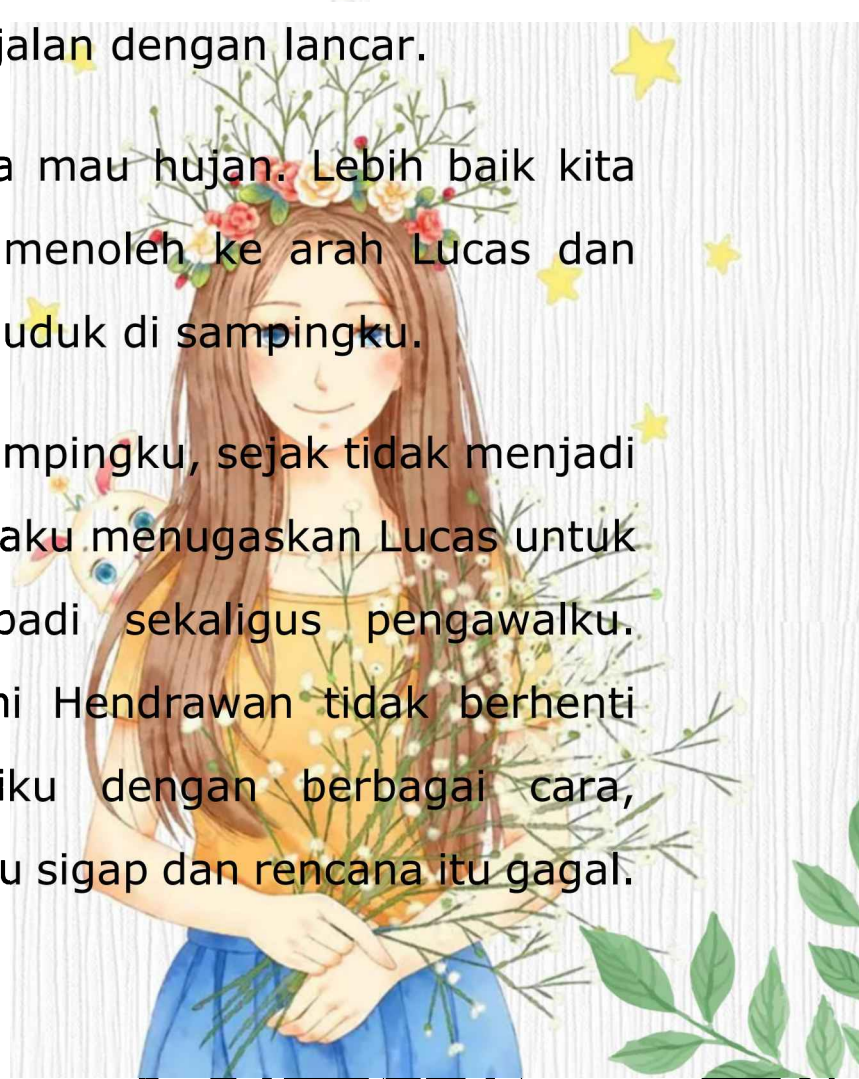 jalan dengan lancar.
mau hujan. Lebih baik kita
menoleh ke arah Lucas dan
uduk di sampingku.
mpingku, sejak tidak menjadi
aku menugaskan Lucas untuk
badi sekaligus pengawalku.
ni Hendrawan tidak berhenti
iku dengan berbagai cara,
u sigap dan rencana itu gagal.